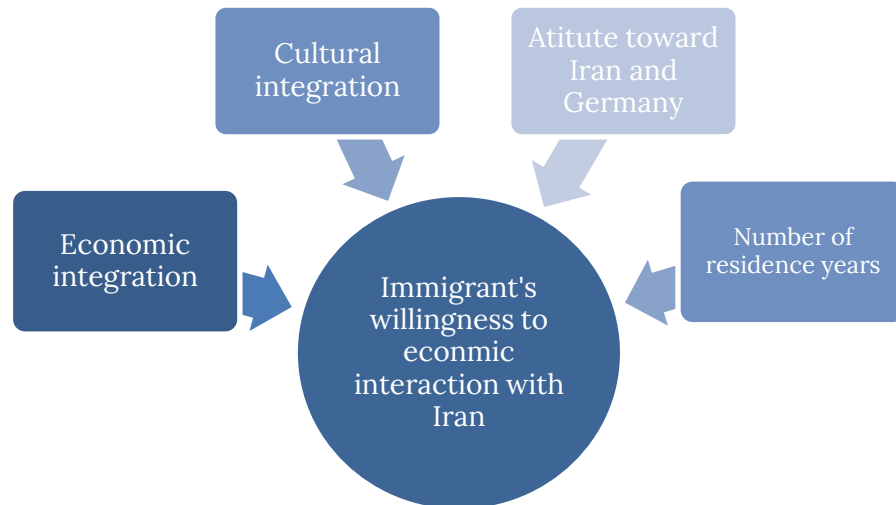 Cultural
integration
Atitute toward
Iran and
Germany
Economic
integration
Number of
residence years
Immigrant's
willingness to
econmic
interaction with
Iran